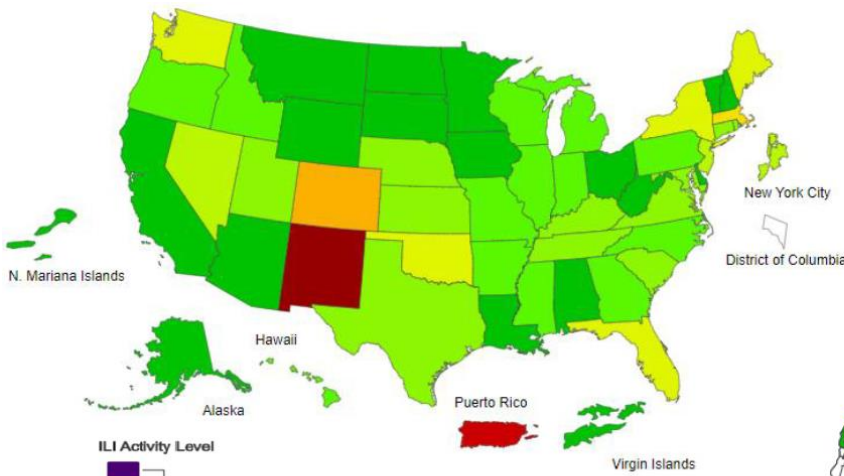 New York City
District of Columbia
N. Mariana Islands
Hawaii
Alaska
Puerto Rico
Virgin Islands
ILI Activity Level